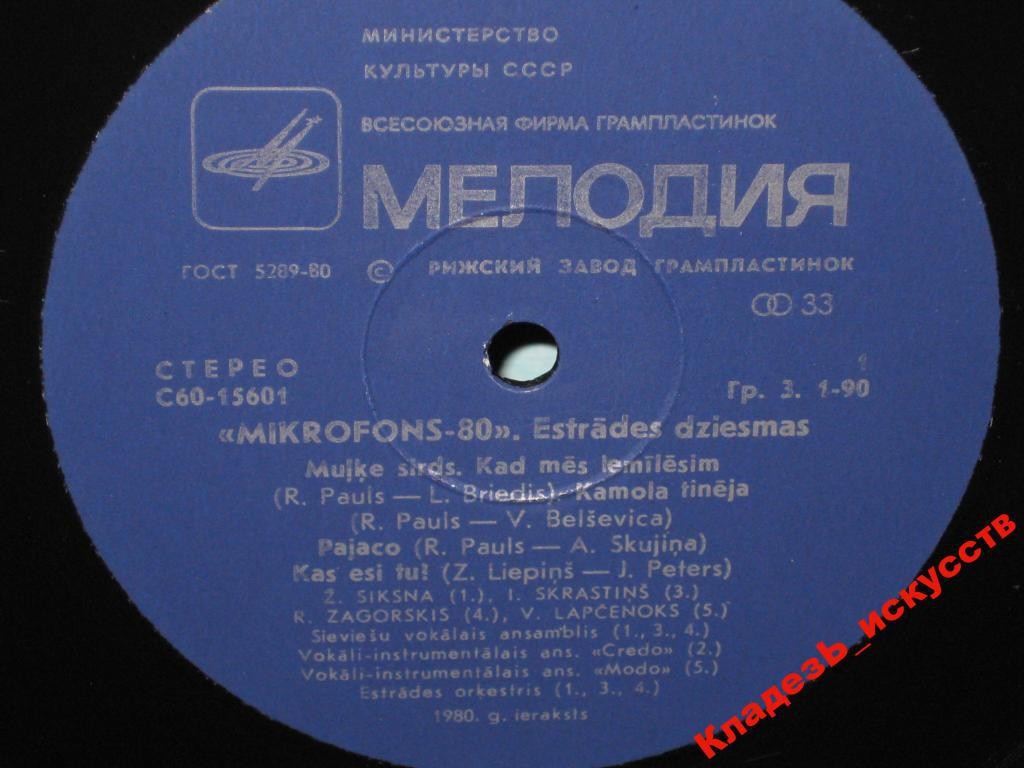 МИНИСТЕРСТВО
КУЛЬТУРЫ СССР
ВСЕСОЮЗНАЯ ФИРМА ГРАМПЛАСТИНОК
МЕЛОДИЯ
ГОСТ 5289-80 © РИЖСКИЙ ЗАВОД ГРАМПЛАСТИНОК
33
СТЕРЕО 1
С60-15601 Гр. 3. 1-90
«MIKROFONS-80». Estrādes dziesmas
Muļķe sirds. Kad mēs iemīlēsim
(R. Pauls — L. Briedis). Kamola tinēja
(R. Pauls — V. Belševica)
Pajaco (R. Pauls — A. Skujiņa)
Kas esi tu? (Z. Liepiņš — J. Peters)
Ž. SIKSNA (1.), I. SKRASTIŅŠ (3.)
R. ZAGORSKIS (4.), V. LAPČENOKS (5.)
Sieviešu vokālais ansamblis (1., 3., 4.)
Vokāli-instrumentālais ans. «Credo» (2.)
Vokāli-instrumentālais ans. «Modo» (5.)
Estrādes orķestris (1., 3., 4.)
1980. g. ieraksts
Кладезь_искусств